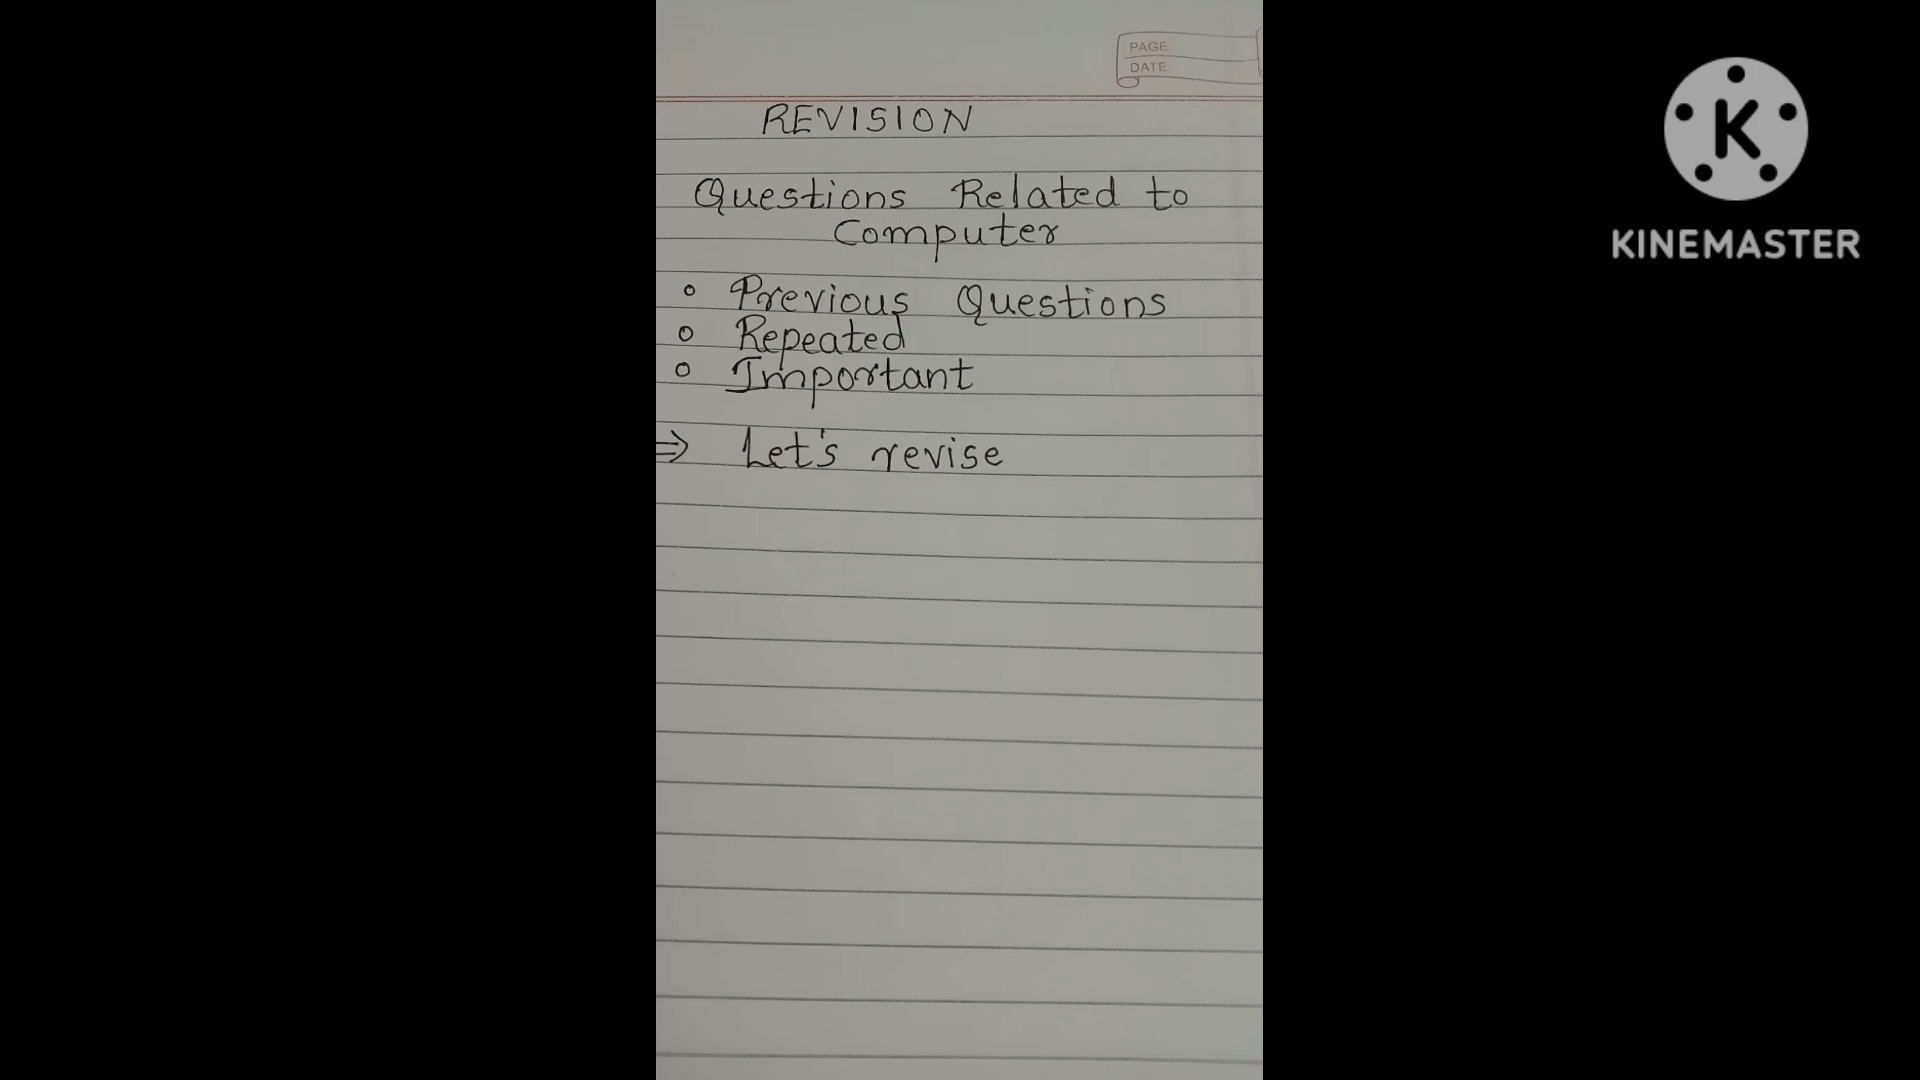 PAGE
DATE
REVISION
Questions Related to
Computer
◦ Previous Questions
◦ Repeated
◦ Important
⇒ Let's revise
K
KINEMASTER